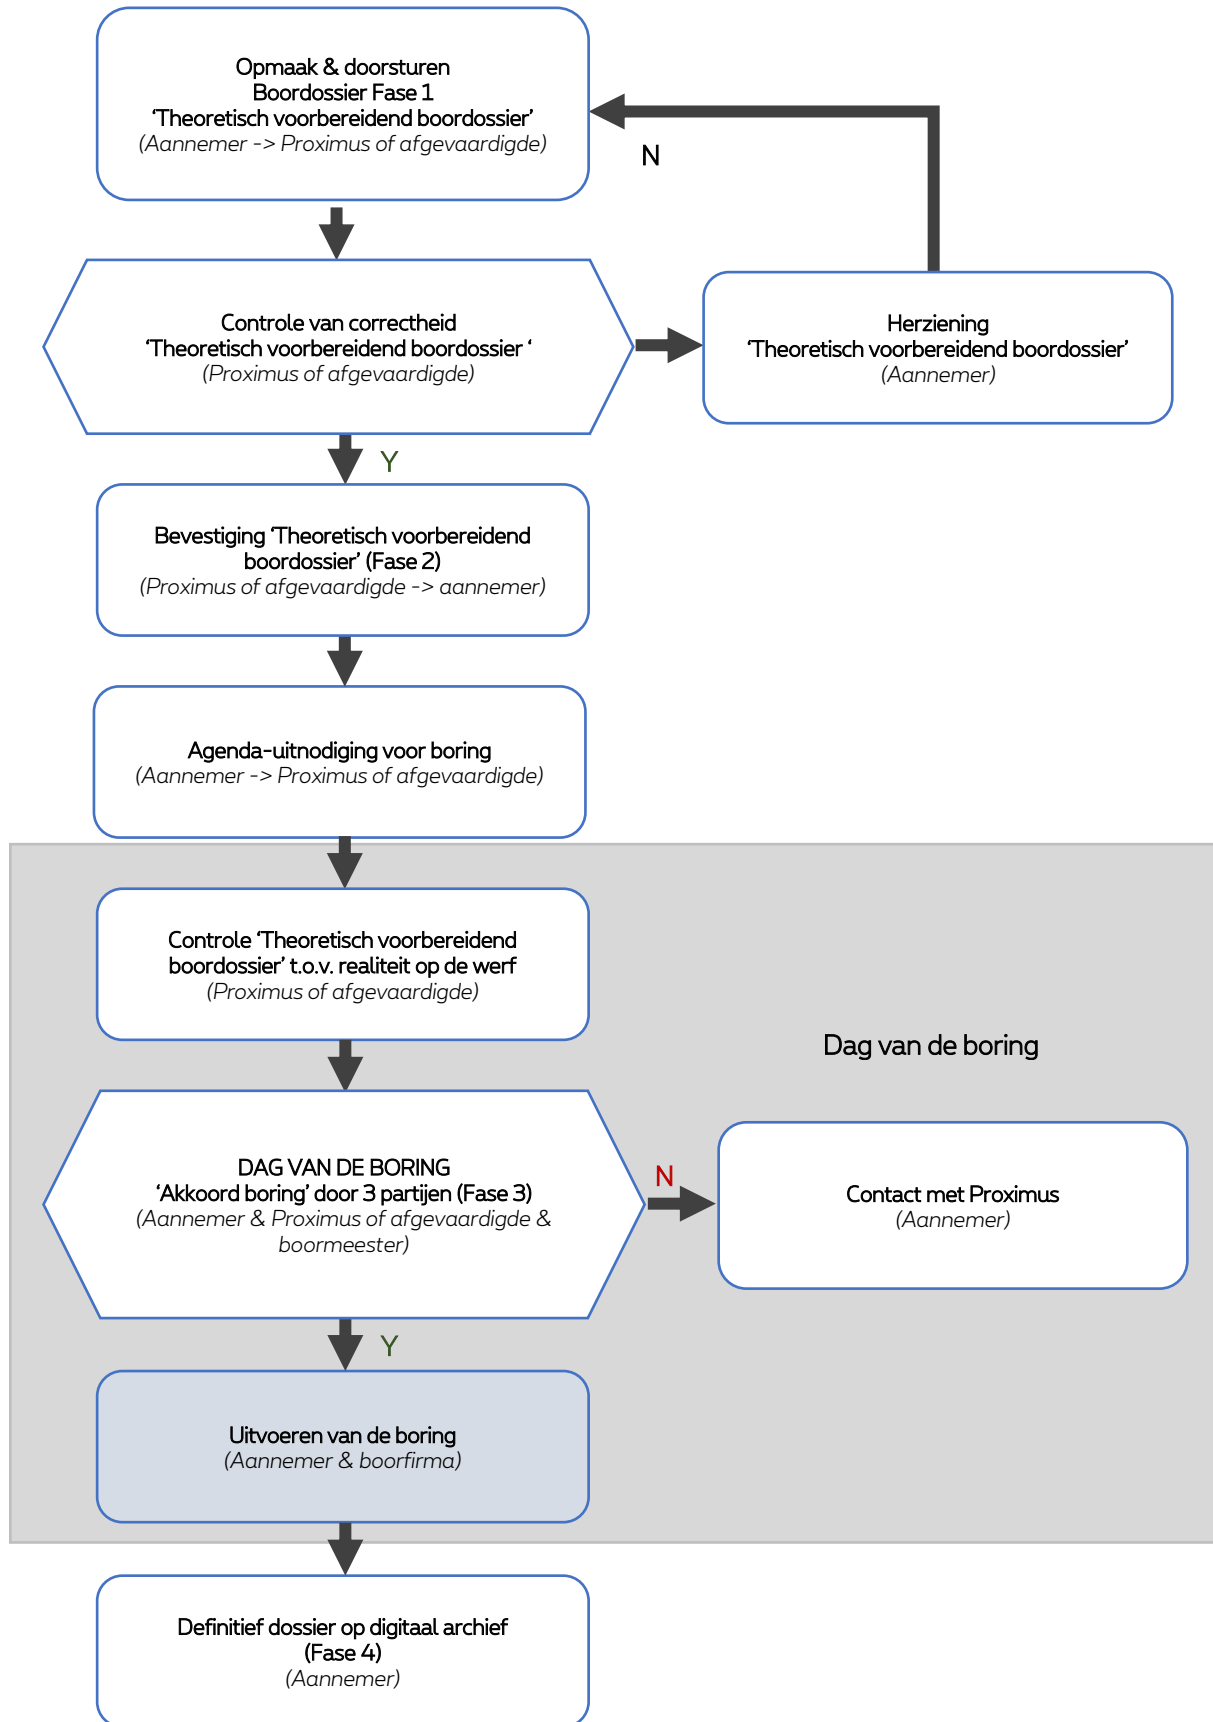 Opmaak & doorsturen
Boordossier Fase 1
‘Theoretisch voorbereidend boordossier’
(Aannemer -> Proximus of afgevaardigde)
N
Controle van correctheid
‘Theoretisch voorbereidend boordossier ‘
(Proximus of afgevaardigde)
Herziening
‘Theoretisch voorbereidend boordossier’
(Aannemer)
Y
Bevestiging ‘Theoretisch voorbereidend
boordossier’ (Fase 2)
(Proximus of afgevaardigde -> aannemer)
Agenda-uitnodiging voor boring
(Aannemer -> Proximus of afgevaardigde)
Controle ‘Theoretisch voorbereidend
boordossier’ t.o.v. realiteit op de werf
(Proximus of afgevaardigde)
Dag van de boring
DAG VAN DE BORING
‘Akkoord boring’ door 3 partijen (Fase 3)
(Aannemer & Proximus of afgevaardigde &
boormeester)
N
Contact met Proximus
(Aannemer)
Y
Uitvoeren van de boring
(Aannemer & boorfirma)
Definitief dossier op digitaal archief
(Fase 4)
(Aannemer)